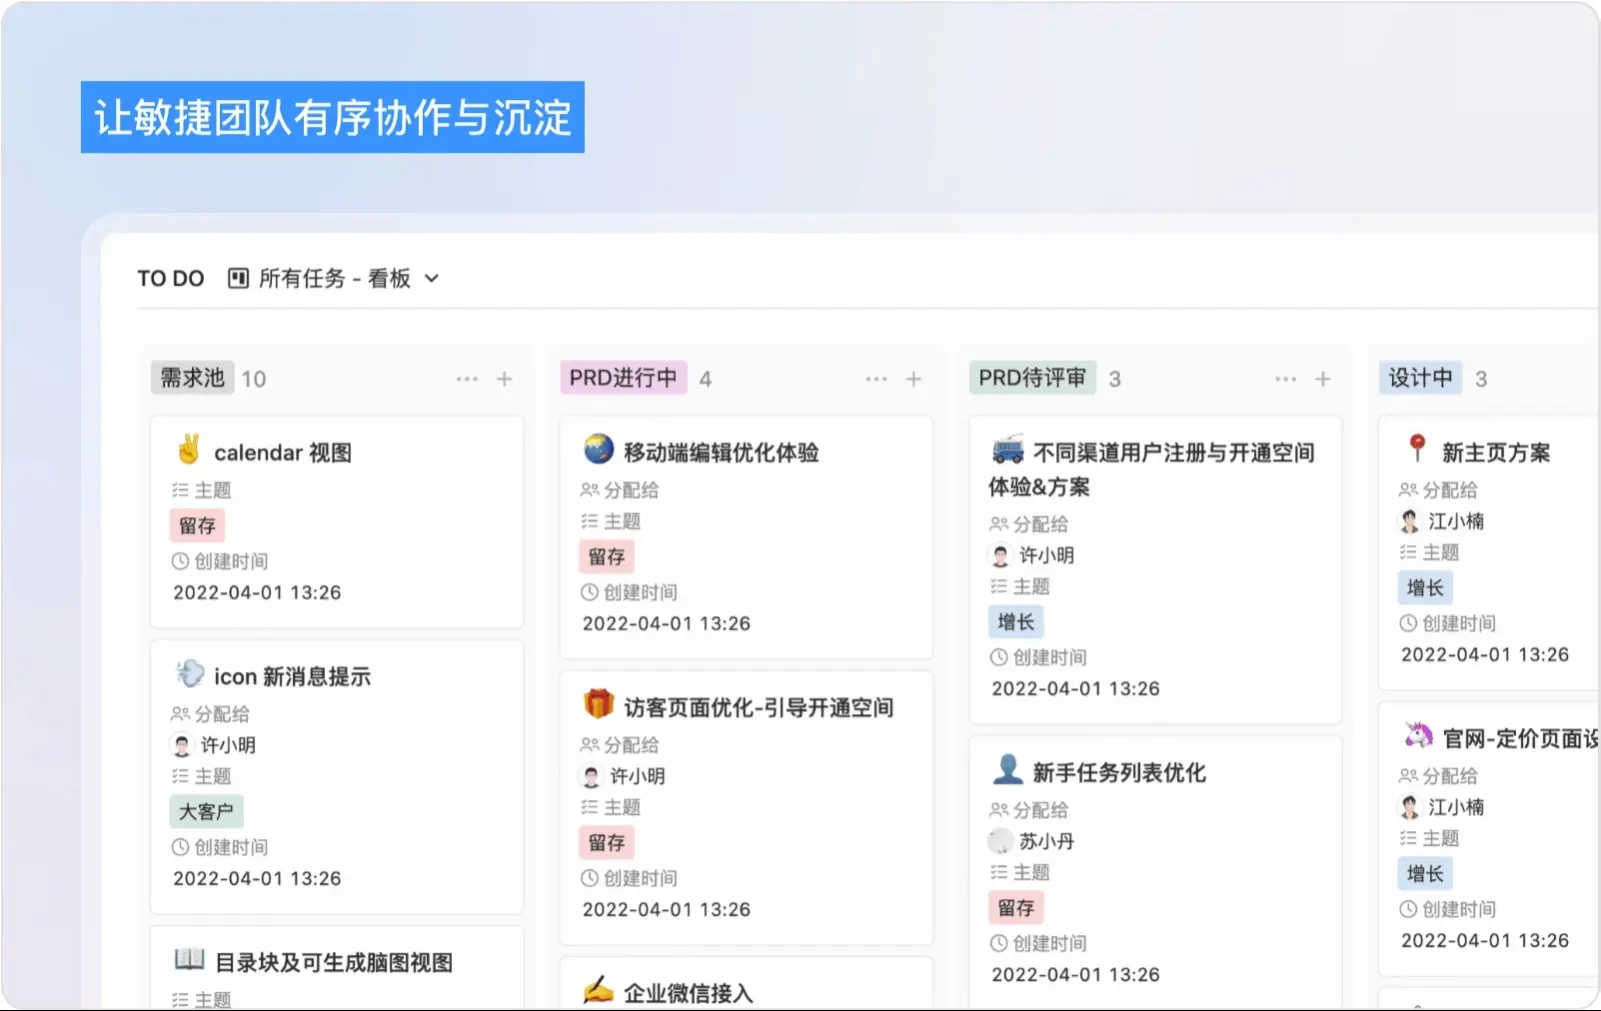 让敏捷团队有序协作与沉淀
TO DO 所有任务 - 看板
需求池 10
calendar 视图
主题
留存
创建时间
2022-04-01 13:26
icon 新消息提示
分配给
许小明
主题
大客户
创建时间
2022-04-01 13:26
目录块及可生成脑图视图
主题
PRD进行中 4
移动端编辑优化体验
分配给
主题
留存
创建时间
2022-04-01 13:26
访客页面优化-引导开通空间
分配给
许小明
主题
留存
创建时间
2022-04-01 13:26
企业微信接入
PRD待评审 3
不同渠道用户注册与开通空间
体验&方案
分配给
许小明
主题
增长
创建时间
2022-04-01 13:26
新手任务列表优化
分配给
苏小丹
主题
留存
创建时间
2022-04-01 13:26
设计中 3
新主页方案
分配给
江小楠
主题
增长
创建时间
2022-04-01 13:26
官网-定价页面设
分配给
江小楠
主题
增长
创建时间
2022-04-01 13:26